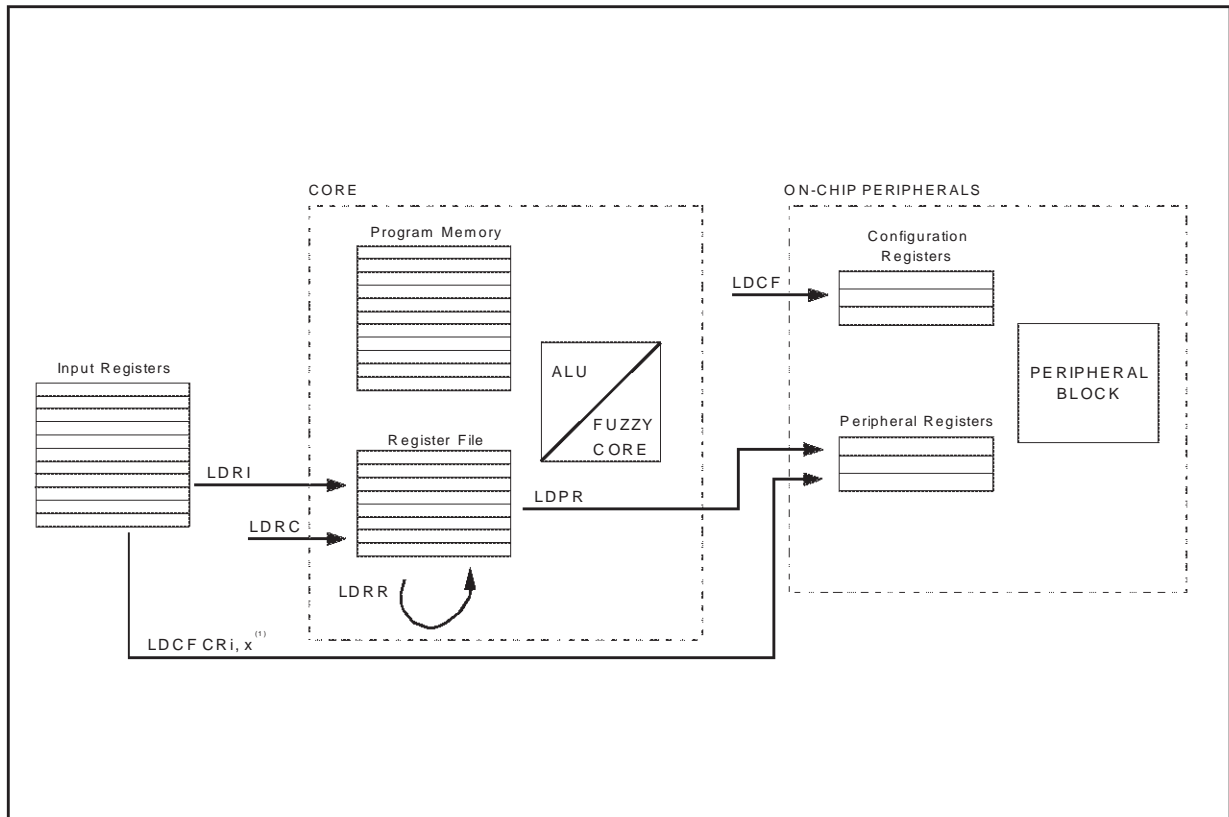 CORE
ON-CHIP PERIPHERALS
Program Memory
Configuration
Registers
LDCF
Input Registers
ALU
FUZZY
CORE
PERIPHERAL
BLOCK
Register File
Peripheral Registers
LDRI
LDPR
LDRC
LDRR
LDCF CRi, x (1)